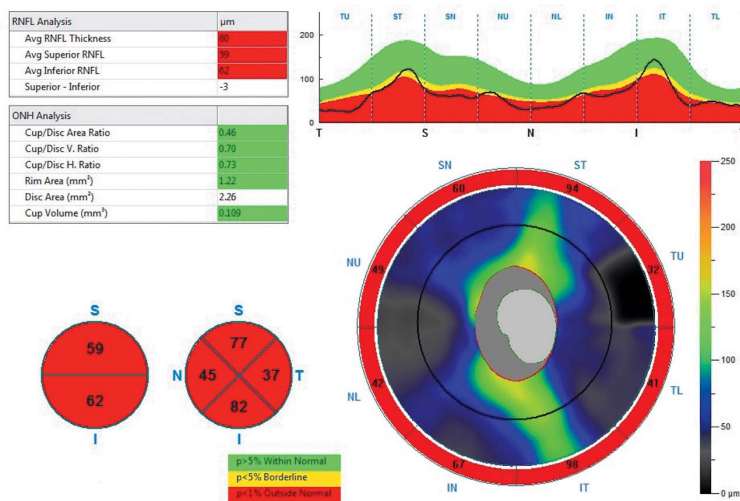 RNFL Analysis µm
Avg RNFL Thickness 60
Avg Superior RNFL 59
Avg Inferior RNFL 62
Superior - Inferior -3
ONH Analysis
Cup/Disc Area Ratio 0.46
Cup/Disc V. Ratio 0.70
Cup/Disc H. Ratio 0.73
Rim Area (mm²) 1.22
Disc Area (mm²) 2.26
Cup Volume (mm³) 0.109
TU ST SN NU NL IN IT TL
200
100
0
T S N I
SN ST
60 94
NU TU
49 32
NL TL
42 41
IN IT
67 98
250
225
200
175
150
125
100
75
50
25
0 µm
S
59
62
I
S
77
N 45 37 T
82
I
p>5% Within Normal
p<5% Borderline
p<1% Outside Normal